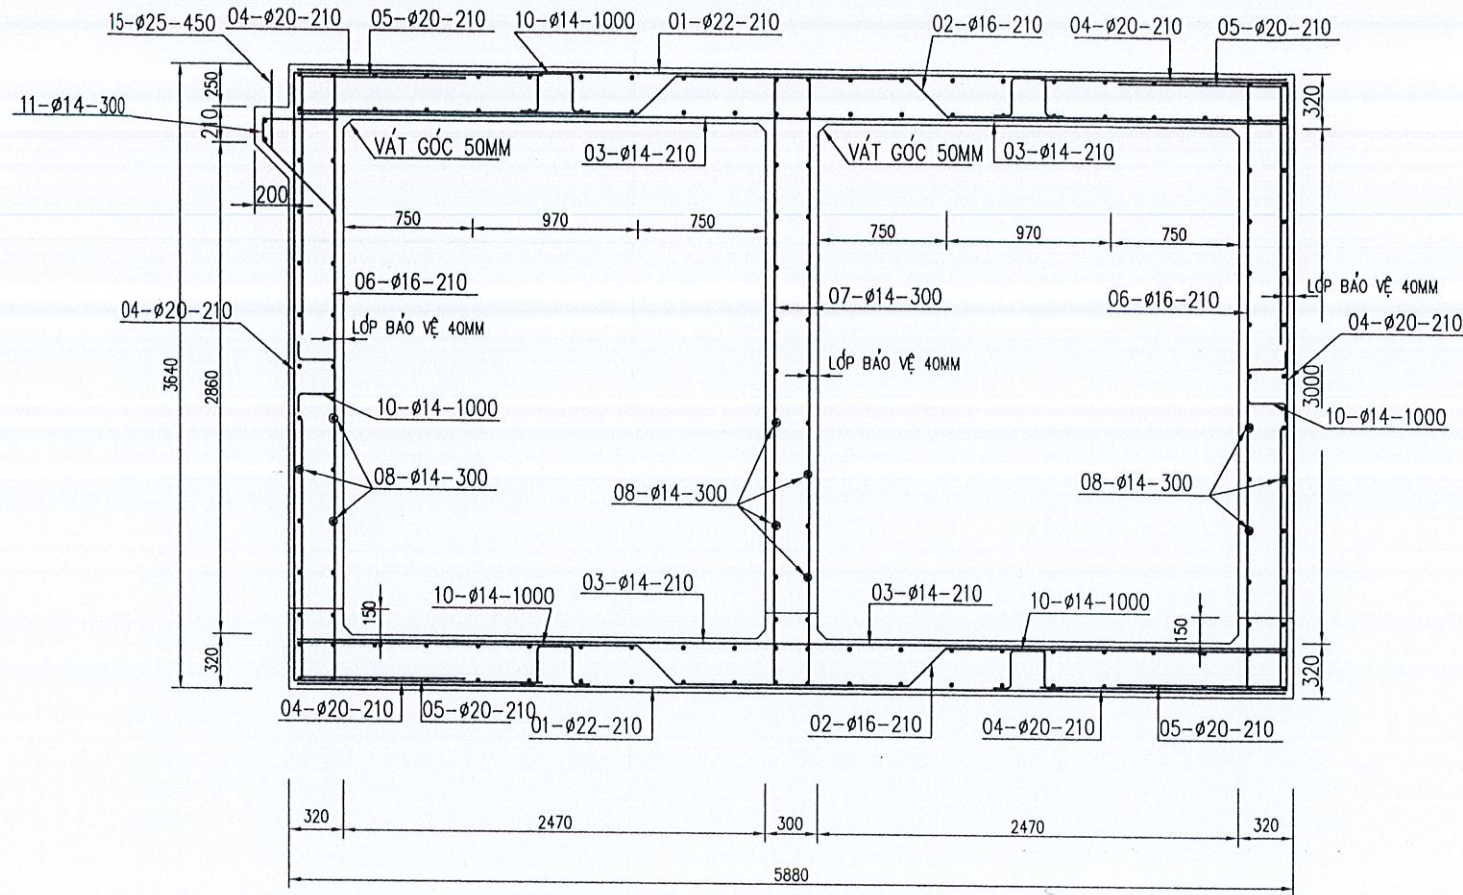 15-Ø25-450
04-Ø20-210
05-Ø20-210
10-Ø14-1000
01-Ø22-210
02-Ø16-210
04-Ø20-210
05-Ø20-210
250
11-Ø14-300
210
320
VÁT GÓC 50MM
03-Ø14-210
VÁT GÓC 50MM
03-Ø14-210
200
750
970
750
750
970
750
06-Ø16-210
07-Ø14-300
06-Ø16-210
LỚP BẢO VỆ 40MM
04-Ø20-210
LỚP BẢO VỆ 40MM
04-Ø20-210
LỚP BẢO VỆ 40MM
3640
2860
3000
10-Ø14-1000
10-Ø14-1000
08-Ø14-300
08-Ø14-300
08-Ø14-300
03-Ø14-210
10-Ø14-1000
03-Ø14-210
10-Ø14-1000
150
150
320
320
04-Ø20-210
05-Ø20-210
01-Ø22-210
02-Ø16-210
04-Ø20-210
05-Ø20-210
320
2470
300
2470
320
5880